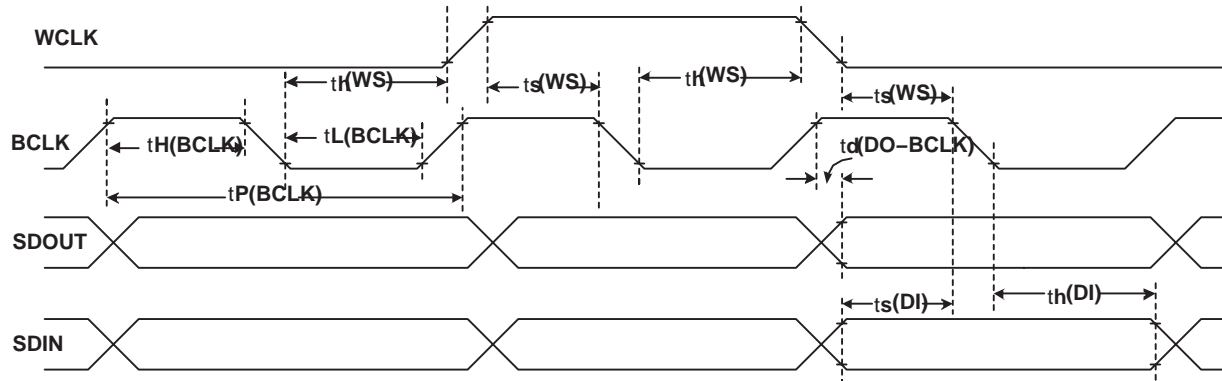 WCLK
th(WS)
ts(WS)
th(WS)
ts(WS)
BCLK
tH(BCLK)
tL(BCLK)
td(DO–BCLK)
tP(BCLK)
SDOUT
ts(DI)
th(DI)
SDIN